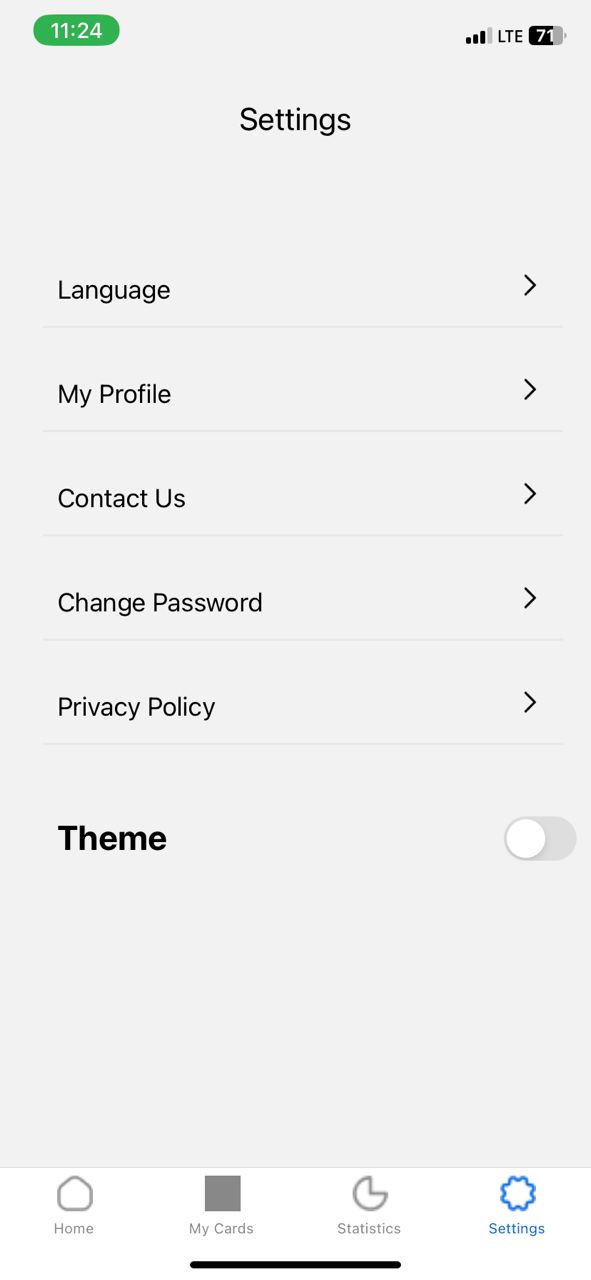 11:24
LTE 71
Settings
Language
My Profile
Contact Us
Change Password
Privacy Policy
Theme
Home
My Cards
Statistics
Settings